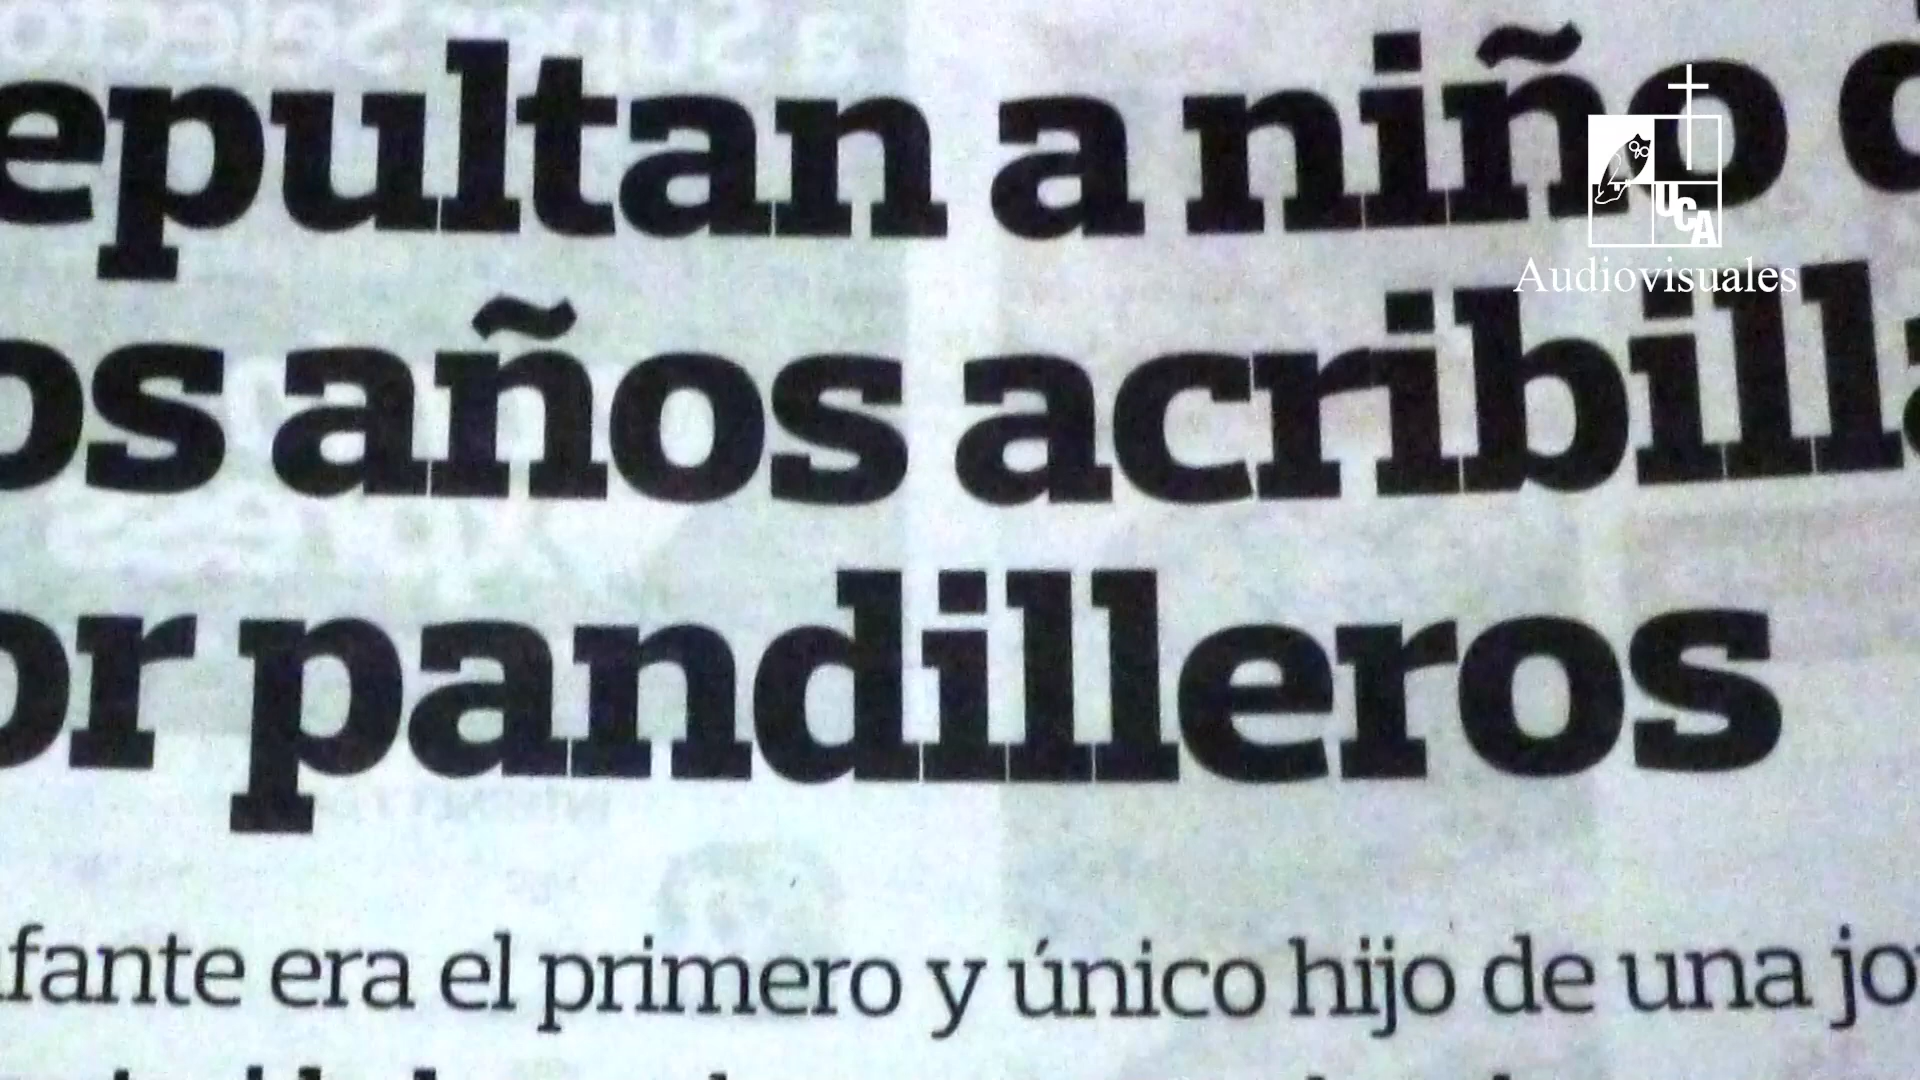 epultan a niño d
os años acribilla
or pandilleros
fante era el primero y único hijo de una jo
UCA
Audiovisuales